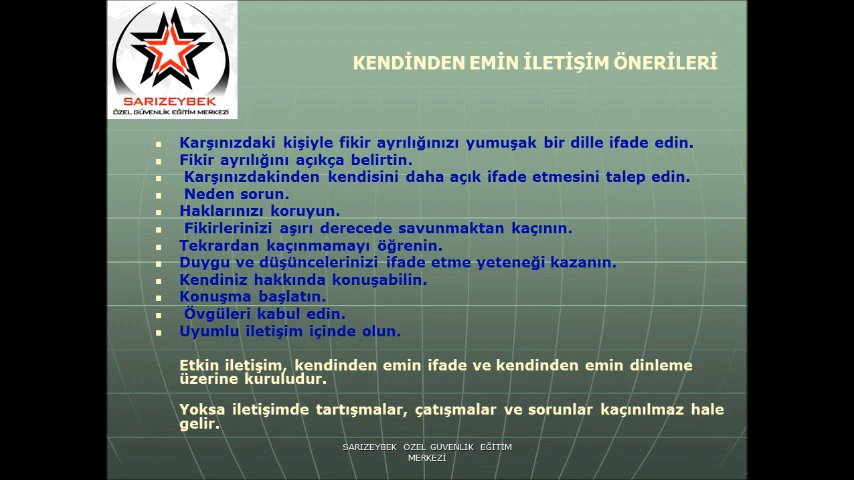 SARIZEYBEK
ÖZEL GÜVENLİK EĞİTİM MERKEZİ
KENDİNDEN EMİN İLETİŞİM ÖNERİLERİ
Karşınızdaki kişiyle fikir ayrılığınızı yumuşak bir dille ifade edin.
Fikir ayrılığını açıkça belirtin.
Karşınızdakinden kendisini daha açık ifade etmesini talep edin.
Neden sorun.
Haklarınızı koruyun.
Fikirlerinizi aşırı derecede savunmaktan kaçının.
Tekrardan kaçınmamayı öğrenin.
Duygu ve düşüncelerinizi ifade etme yeteneği kazanın.
Kendiniz hakkında konuşabilin.
Konuşma başlatın.
Övgüleri kabul edin.
Uyumlu iletişim içinde olun.
Etkin iletişim, kendinden emin ifade ve kendinden emin dinleme
üzerine kuruludur.
Yoksa iletişimde tartışmalar, çatışmalar ve sorunlar kaçınılmaz hale
gelir.
SARIZEYBEK ÖZEL GÜVENLİK EĞİTİM
MERKEZİ